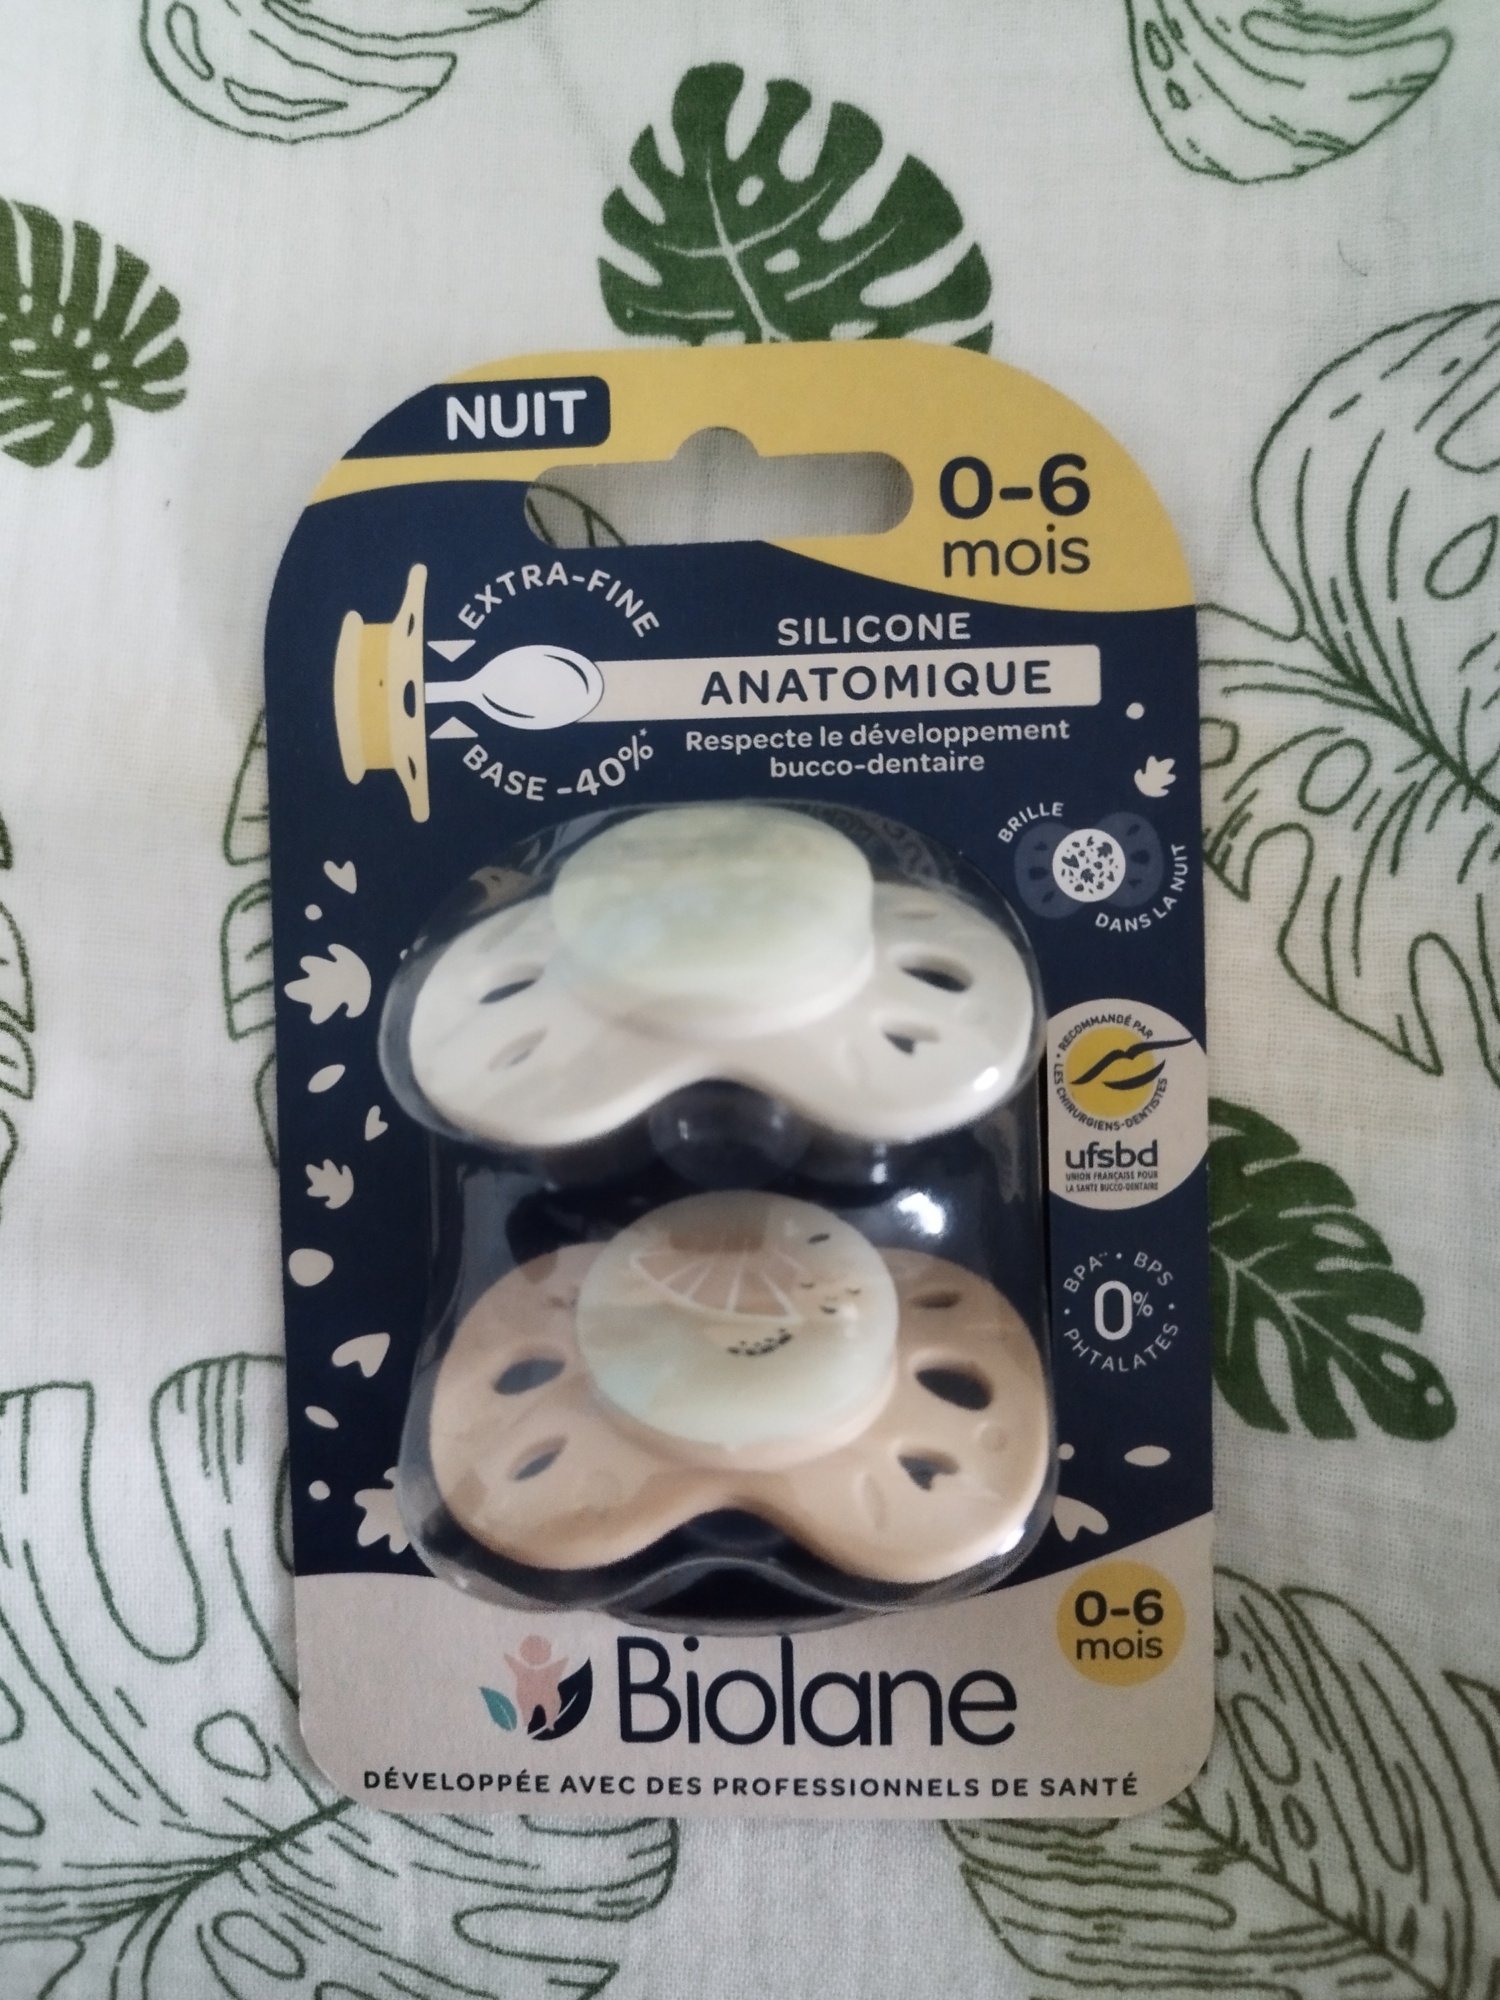 NUIT
0-6
mois
EXTRA-FINE
BASE -40%*
SILICONE
ANATOMIQUE
Respecte le développement
bucco-dentaire
BRILLE
DANS LA NUIT
• RECOMMANDÉ PAR •
LES CHIRURGIENS-DENTISTES
ufsbd
UNION FRANÇAISE POUR
LA SANTÉ BUCCO-DENTAIRE
BPA** • BPS
0%
• PHTALATES •
0-6
mois
Biolane
DÉVELOPPÉE AVEC DES PROFESSIONNELS DE SANTÉ